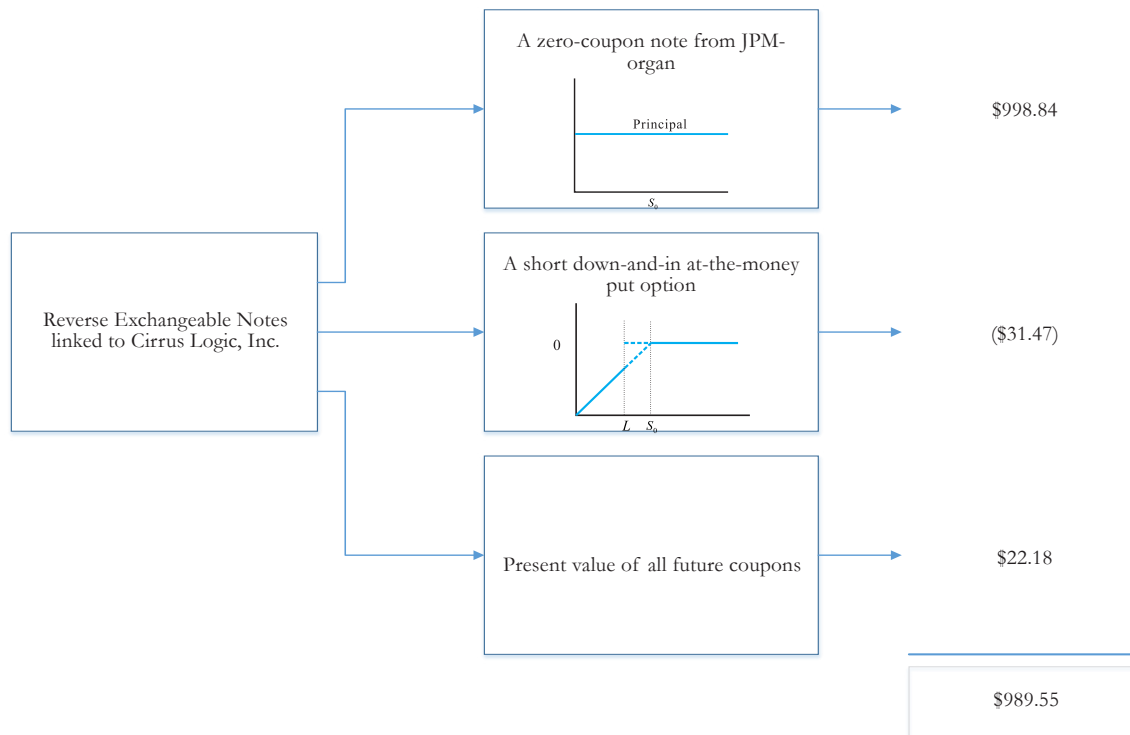 A zero-coupon note from JPM-
organ
Principal
S₀
$998.84
Reverse Exchangeable Notes
linked to Cirrus Logic, Inc.
A short down-and-in at-the-money
put option
0
L
S₀
($31.47)
Present value of all future coupons
$22.18
$989.55